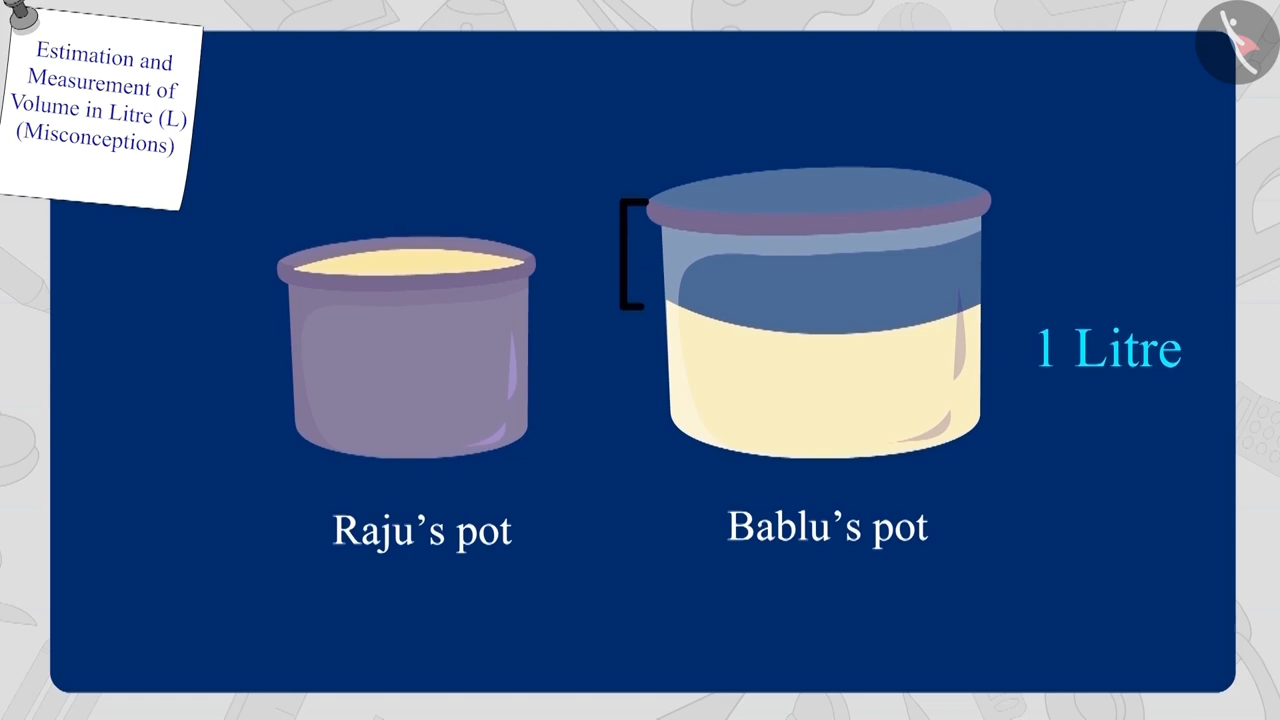 Estimation and
Measurement of
Volume in Litre (L)
(Misconceptions)
1 Litre
Raju’s pot
Bablu’s pot